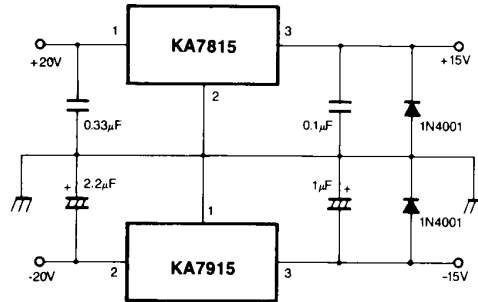 1
KA7815
3
+20V
+15V
2
0.33μF
0.1μF
1N4001
+
2.2μF
1μF
+
1
1N4001
-20V
2
KA7915
3
-15V